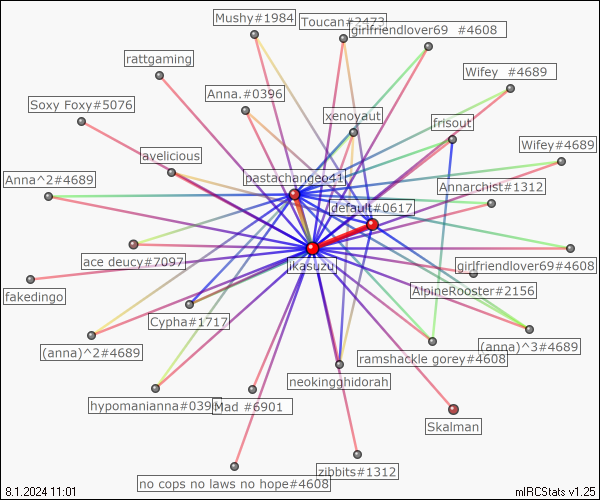 Mushy#1984
Toucan#2473
girlfriendlover69 #4608
rattgaming
Wifey #4689
Soxy Foxy#5076
Anna.#0396
xenoyaut
frisout
avelicious
Wifey#4689
Anna^2#4689
pastachangeo41
Annarchist#1312
default#0617
ace deucy#7097
ikasuzu
girlfriendlover69#4608
fakedingo
AlpineRooster#2156
Cypha#1717
(anna)^2#4689
ramshackle gorey#4608
(anna)^3#4689
neokingghidorah
hypomanianna#0394
Mad #6901
Skalman
zibbits#1312
no cops no laws no hope#4608
8.1.2024 11:01
mIRCStats v1.25